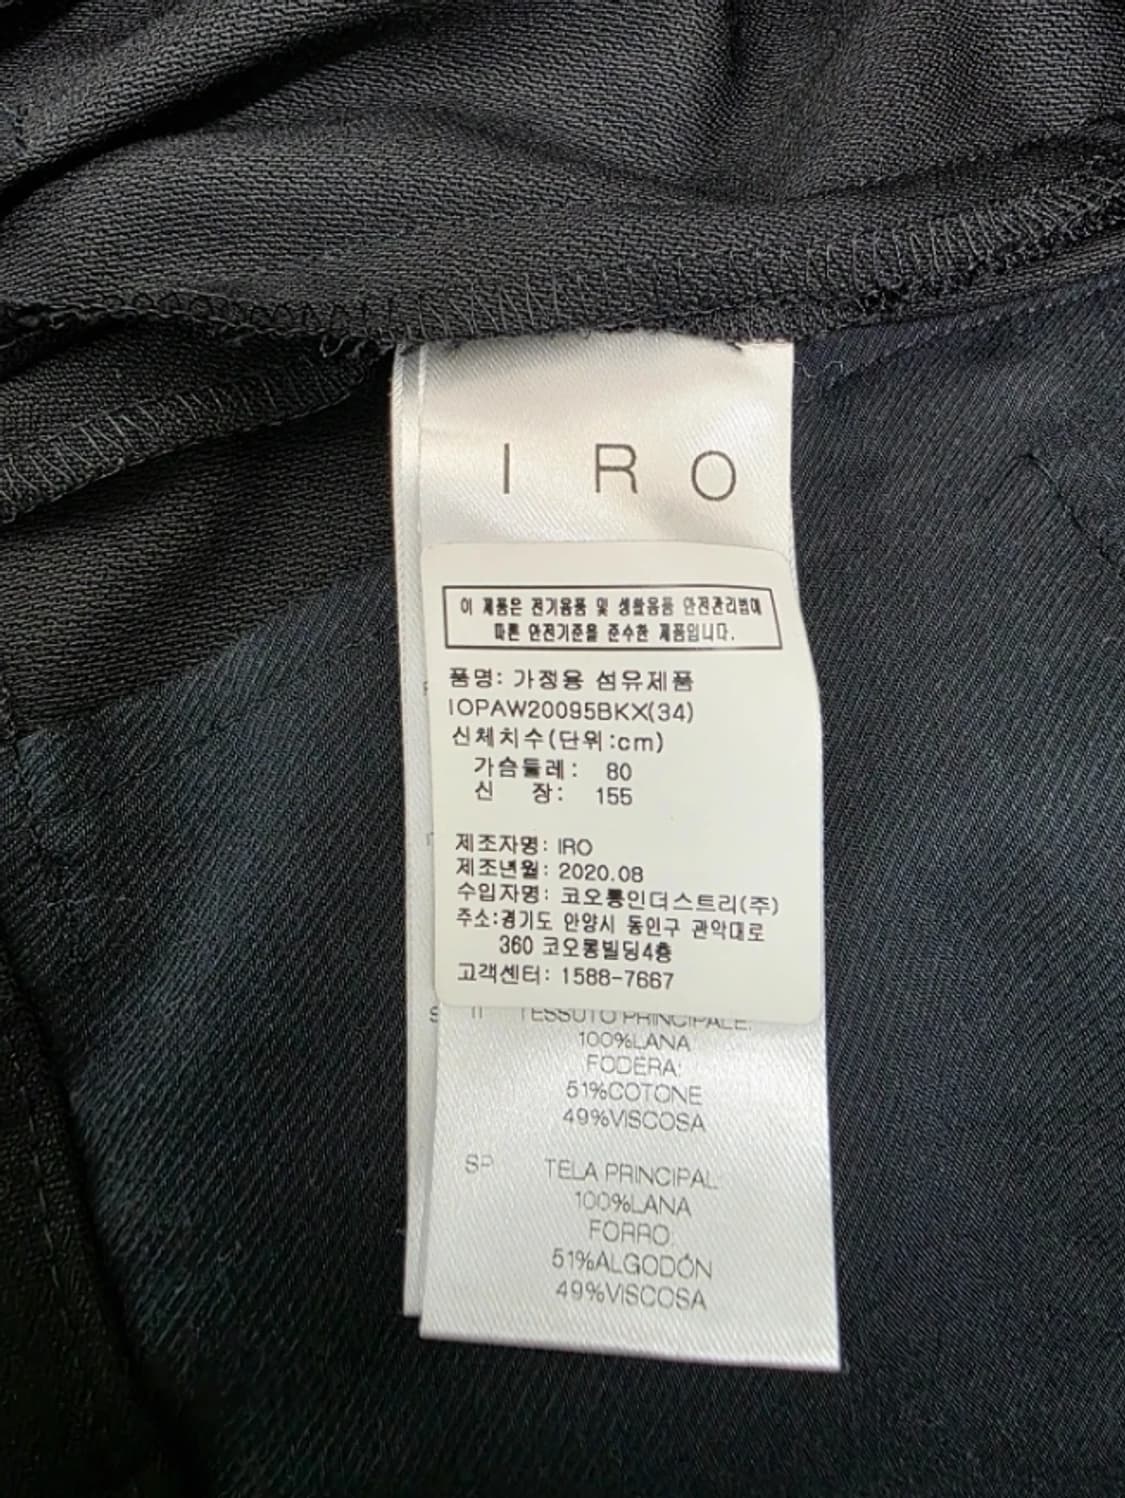 I R O
이 제품은 전기용품 및 생활용품 안전관리법에
따른 안전기준을 준수한 제품입니다.
품명: 가정용 섬유제품
IOPAW20095BKX(34)
신체치수(단위:cm)
가슴둘레: 80
신 장: 155
제조자명: IRO
제조년월: 2020.08
수입자명: 코오롱인더스트리(주)
주소:경기도 안양시 동인구 관악대로
360 코오롱빌딩4층
고객센터: 1588-7667
IT TESSUTO PRINCIPALE:
100%LANA
FODERA:
51%COTONE
49%VISCOSA
SP TELA PRINCIPAL:
100%LANA
FORRO:
51%ALGODÓN
49%VISCOSA